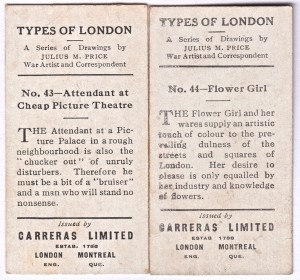 TYPES OF LONDON
A Series of Drawings by
JULIUS M. PRICE
War Artist and Correspondent
No. 43—Attendant at
Cheap Picture Theatre
THE Attendant at a Pic-
ture Palace in a rough
neighbourhood is also the
"chucker out" of unruly
disturbers. Therefore he
must be a bit of a "bruiser"
and a man who will stand no
nonsense.
Issued by
CARRERAS LIMITED
ESTAB. 1788
LONDON MONTREAL
ENG. QUE.
TYPES OF LONDON
A Series of Drawings by
JULIUS M. PRICE
War Artist and Correspondent
No. 44—Flower Girl
THE Flower Girl and her
wares supply an artistic
touch of colour to the pre-
vailing dulness of the
streets and squares of
London. Her desire to
please is only equalled by
her industry and knowledge
of flowers.
Issued by
CARRERAS LIMITED
ESTAB. 1788
LONDON MONTREAL
ENG. QUE.